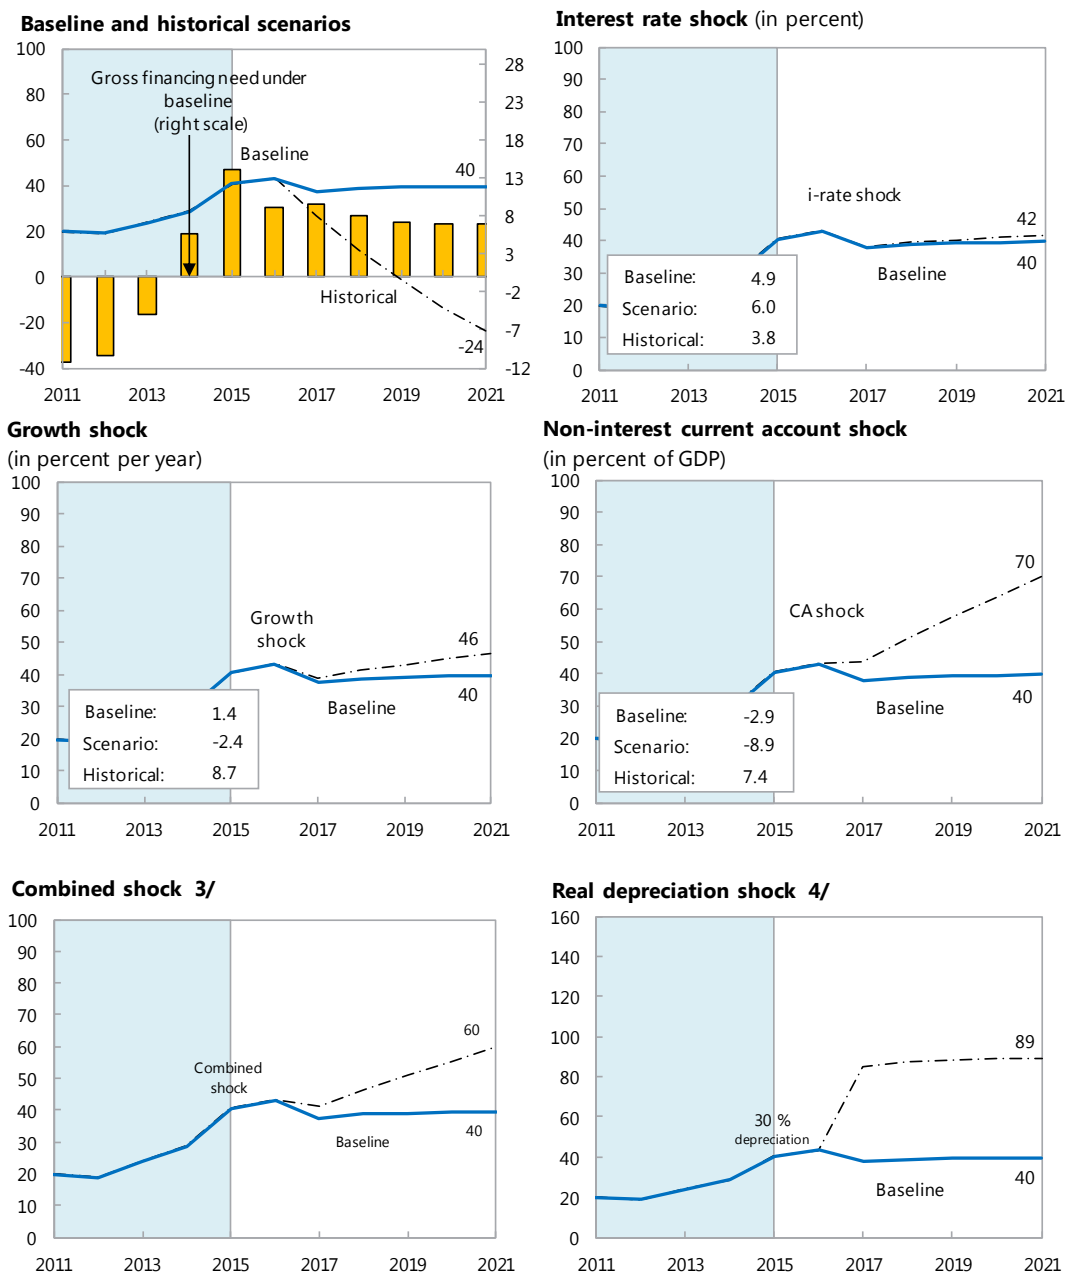 Baseline and historical scenarios
100
80
60
40
20
0
-20
-40
28
23
18
13
8
3
-2
-7
-12
Gross financing need under
baseline
(right scale)
Baseline
40
Historical
-24
2011 2013 2015 2017 2019 2021
Interest rate shock (in percent)
100
90
80
70
60
50
40
30
20
10
0
i-rate shock
42
40
Baseline
Baseline: 4.9
Scenario: 6.0
Historical: 3.8
2011 2013 2015 2017 2019 2021
Growth shock
(in percent per year)
100
90
80
70
60
50
40
30
20
10
0
Growth
shock
46
40
Baseline
Baseline: 1.4
Scenario: -2.4
Historical: 8.7
2011 2013 2015 2017 2019 2021
Non-interest current account shock
(in percent of GDP)
100
90
80
70
60
50
40
30
20
10
0
70
CA shock
40
Baseline
Baseline: -2.9
Scenario: -8.9
Historical: 7.4
2011 2013 2015 2017 2019 2021
Combined shock 3/
100
90
80
70
60
50
40
30
20
10
0
Combined
shock
60
40
Baseline
2011 2013 2015 2017 2019 2021
Real depreciation shock 4/
160
140
120
100
80
60
40
20
0
89
30 %
depreciation
40
Baseline
2011 2013 2015 2017 2019 2021